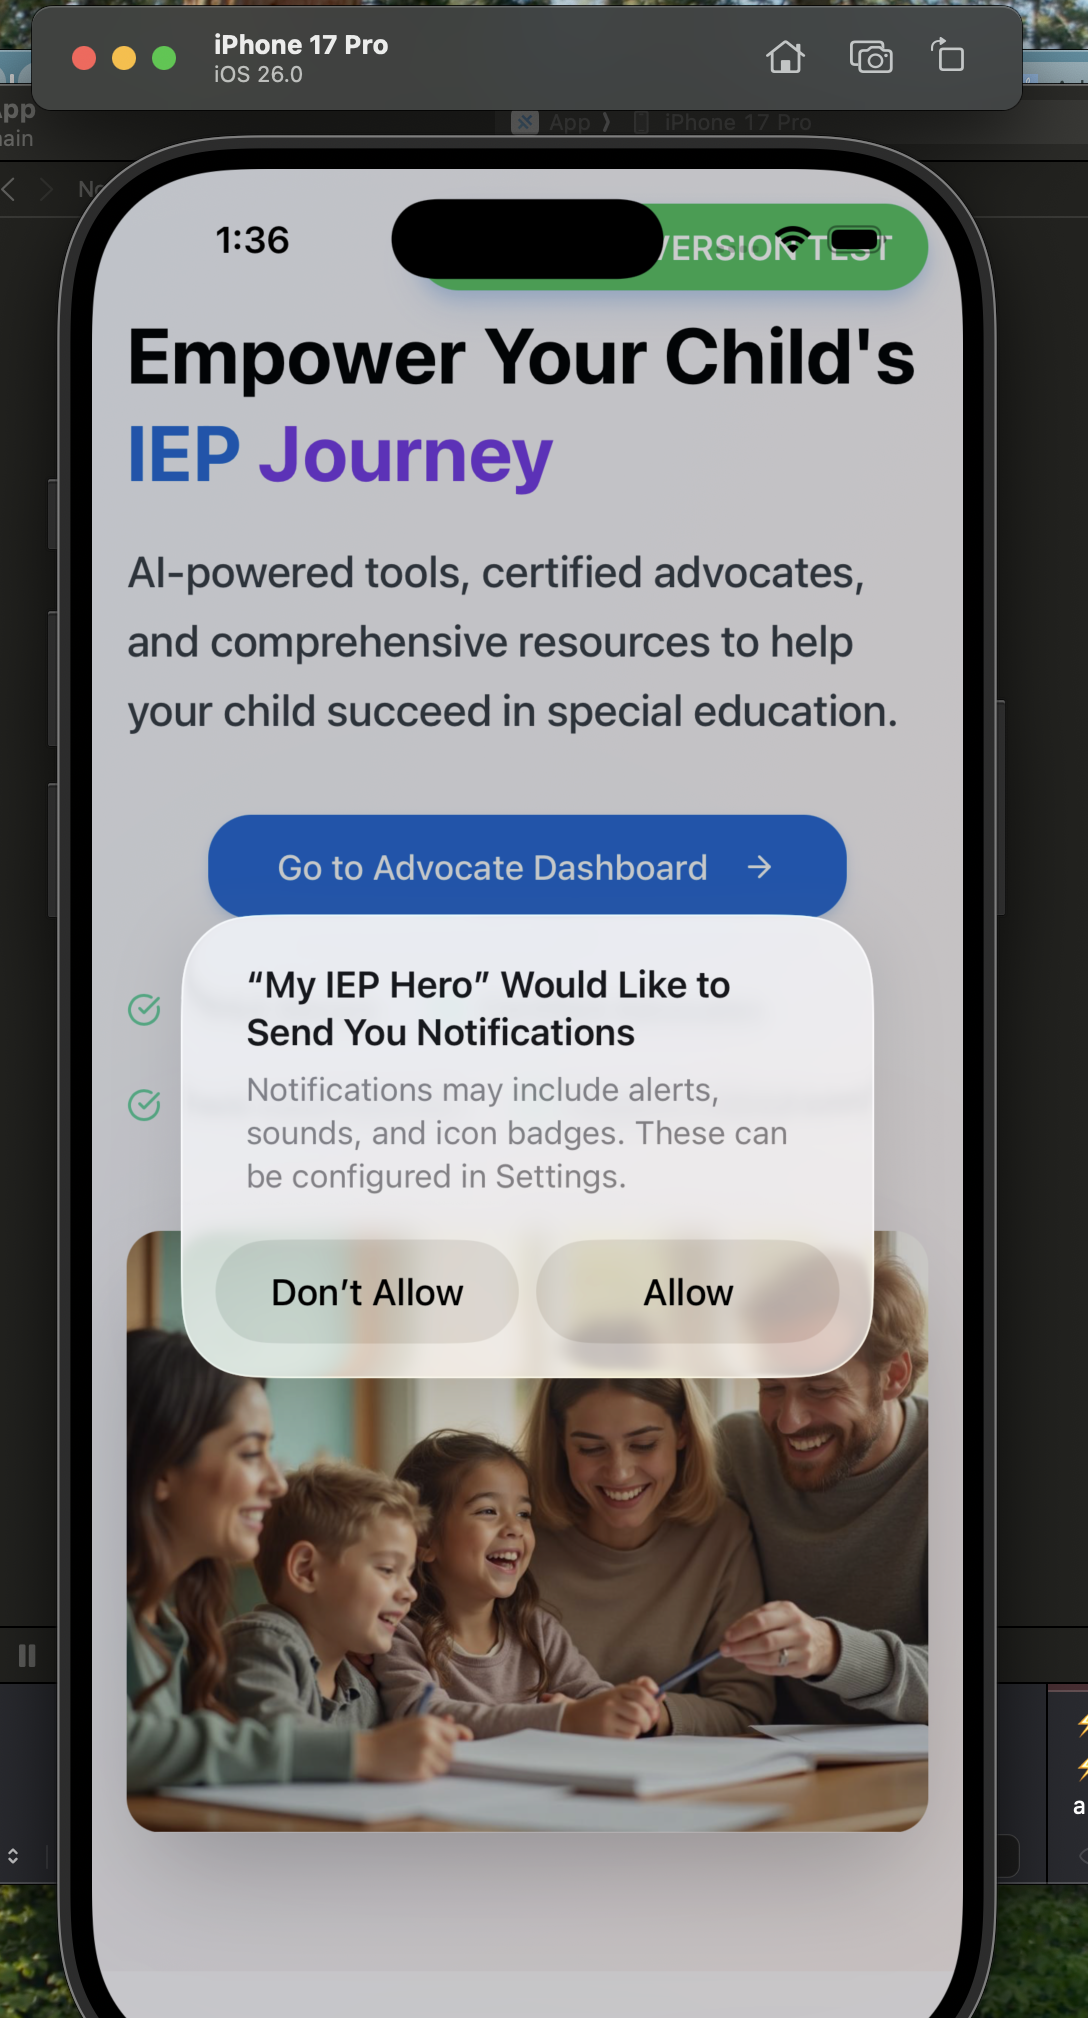 iPhone 17 Pro
iOS 26.0
App
iPhone 17 Pro
1:36
VERSION TEST
Empower Your Child's
IEP Journey
AI-powered tools, certified advocates,
and comprehensive resources to help
your child succeed in special education.
Go to Advocate Dashboard →
“My IEP Hero” Would Like to
Send You Notifications
Notifications may include alerts,
sounds, and icon badges. These can
be configured in Settings.
Don’t Allow
Allow